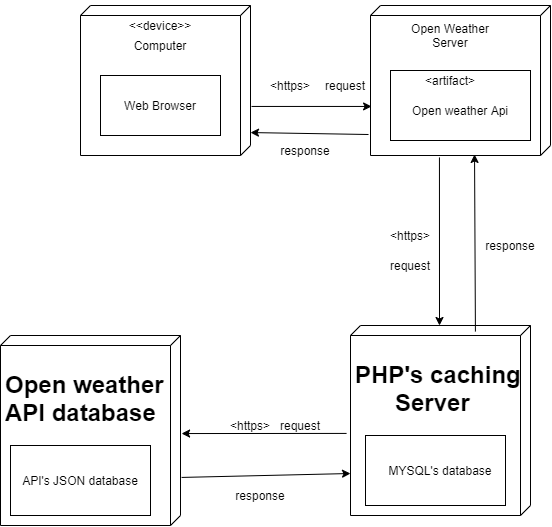 <<device>>
Computer
Web Browser
<https> request
response
Open Weather
Server
<artifact>
Open weather Api
<https>
request
response
Open weather
API database
API's JSON database
<https> request
response
PHP's caching
Server
MYSQL's database